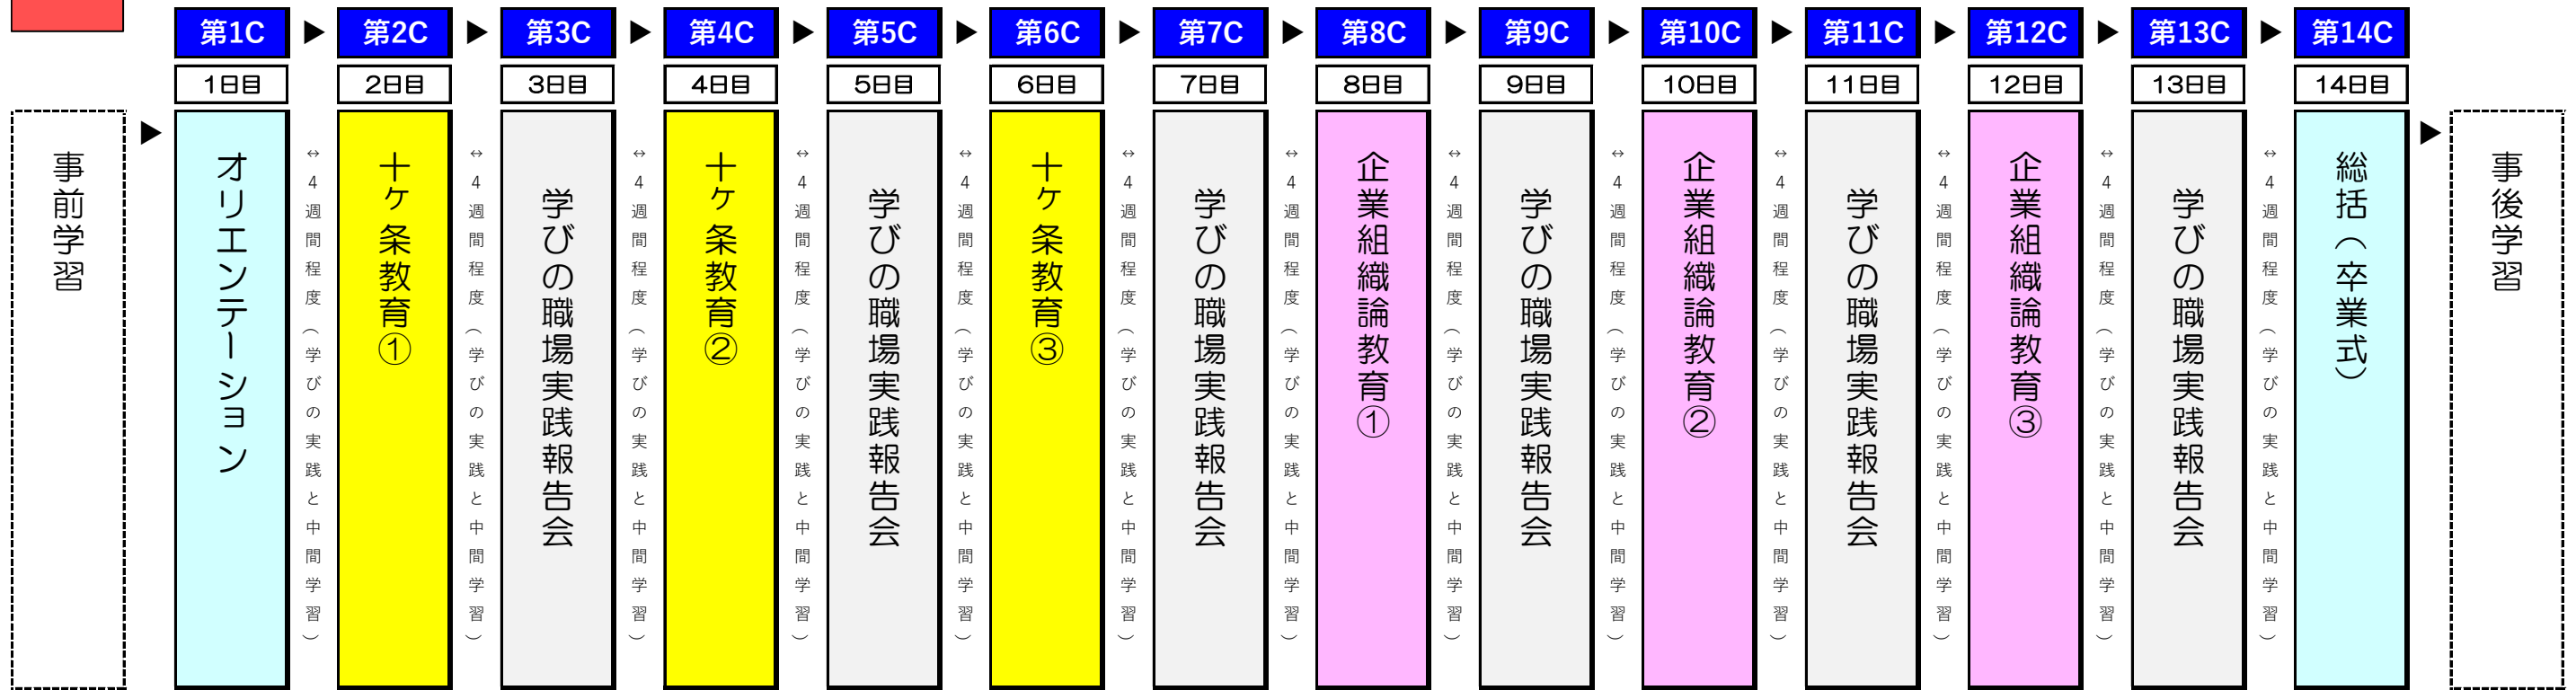 第1C ▶ 第2C ▶ 第3C ▶ 第4C ▶ 第5C ▶ 第6C ▶ 第7C ▶ 第8C ▶ 第9C ▶ 第10C ▶ 第11C ▶ 第12C ▶ 第13C ▶ 第14C
1日目 2日目 3日目 4日目 5日目 6日目 7日目 8日目 9日目 10日目 11日目 12日目 13日目 14日目
事前学習
▶
オリエンテーション
↔4週間程度(学びの実践と中間学習)
十ヶ条教育①
↔4週間程度(学びの実践と中間学習)
学びの職場実践報告会
↔4週間程度(学びの実践と中間学習)
十ヶ条教育②
↔4週間程度(学びの実践と中間学習)
学びの職場実践報告会
↔4週間程度(学びの実践と中間学習)
十ヶ条教育③
↔4週間程度(学びの実践と中間学習)
学びの職場実践報告会
↔4週間程度(学びの実践と中間学習)
企業組織論教育①
↔4週間程度(学びの実践と中間学習)
学びの職場実践報告会
↔4週間程度(学びの実践と中間学習)
企業組織論教育②
↔4週間程度(学びの実践と中間学習)
学びの職場実践報告会
↔4週間程度(学びの実践と中間学習)
企業組織論教育③
↔4週間程度(学びの実践と中間学習)
学びの職場実践報告会
↔4週間程度(学びの実践と中間学習)
総括(卒業式)
▶
事後学習